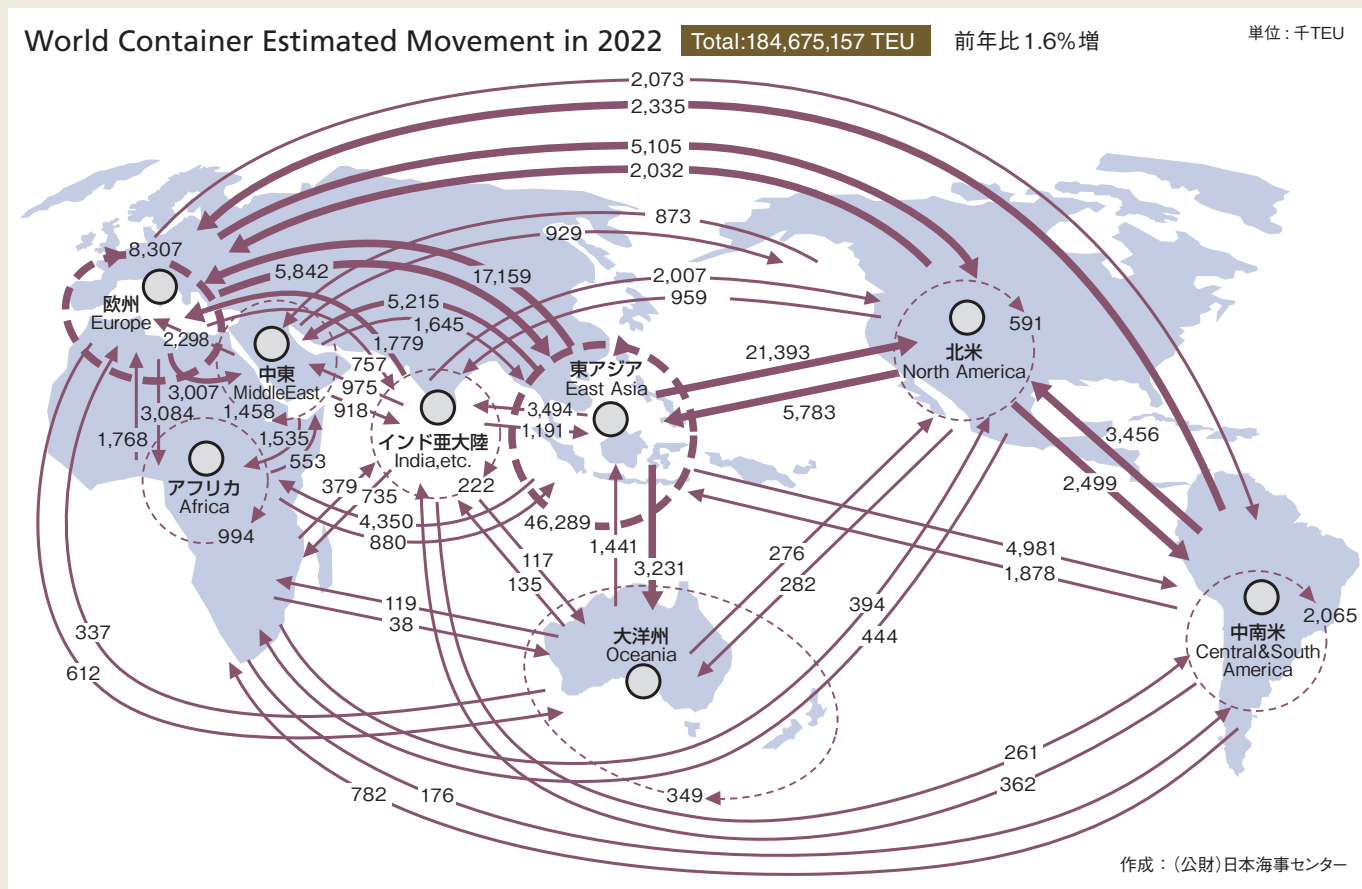 World Container Estimated Movement in 2022
Total:184,675,157 TEU
前年比1.6%増
単位：千TEU
2,073
2,335
5,105
2,032
873
929
8,307
5,842
17,159
2,007
959
欧州
Europe
5,215
1,645
2,298
1,779
中東
MiddleEast
757
975
918
3,007
3,084
1,458
1,768
1,535
553
東アジア
East Asia
21,393
5,783
591
北米
North America
3,494
1,191
インド亜大陸
India,etc.
3,456
2,499
アフリカ
Africa
379
735
222
994
4,350
880
46,289
1,441
3,231
117
135
276
282
4,981
1,878
119
38
394
444
大洋州
Oceania
2,065
中南米
Central&South
America
337
612
261
362
349
782
176
作成：（公財）日本海事センター